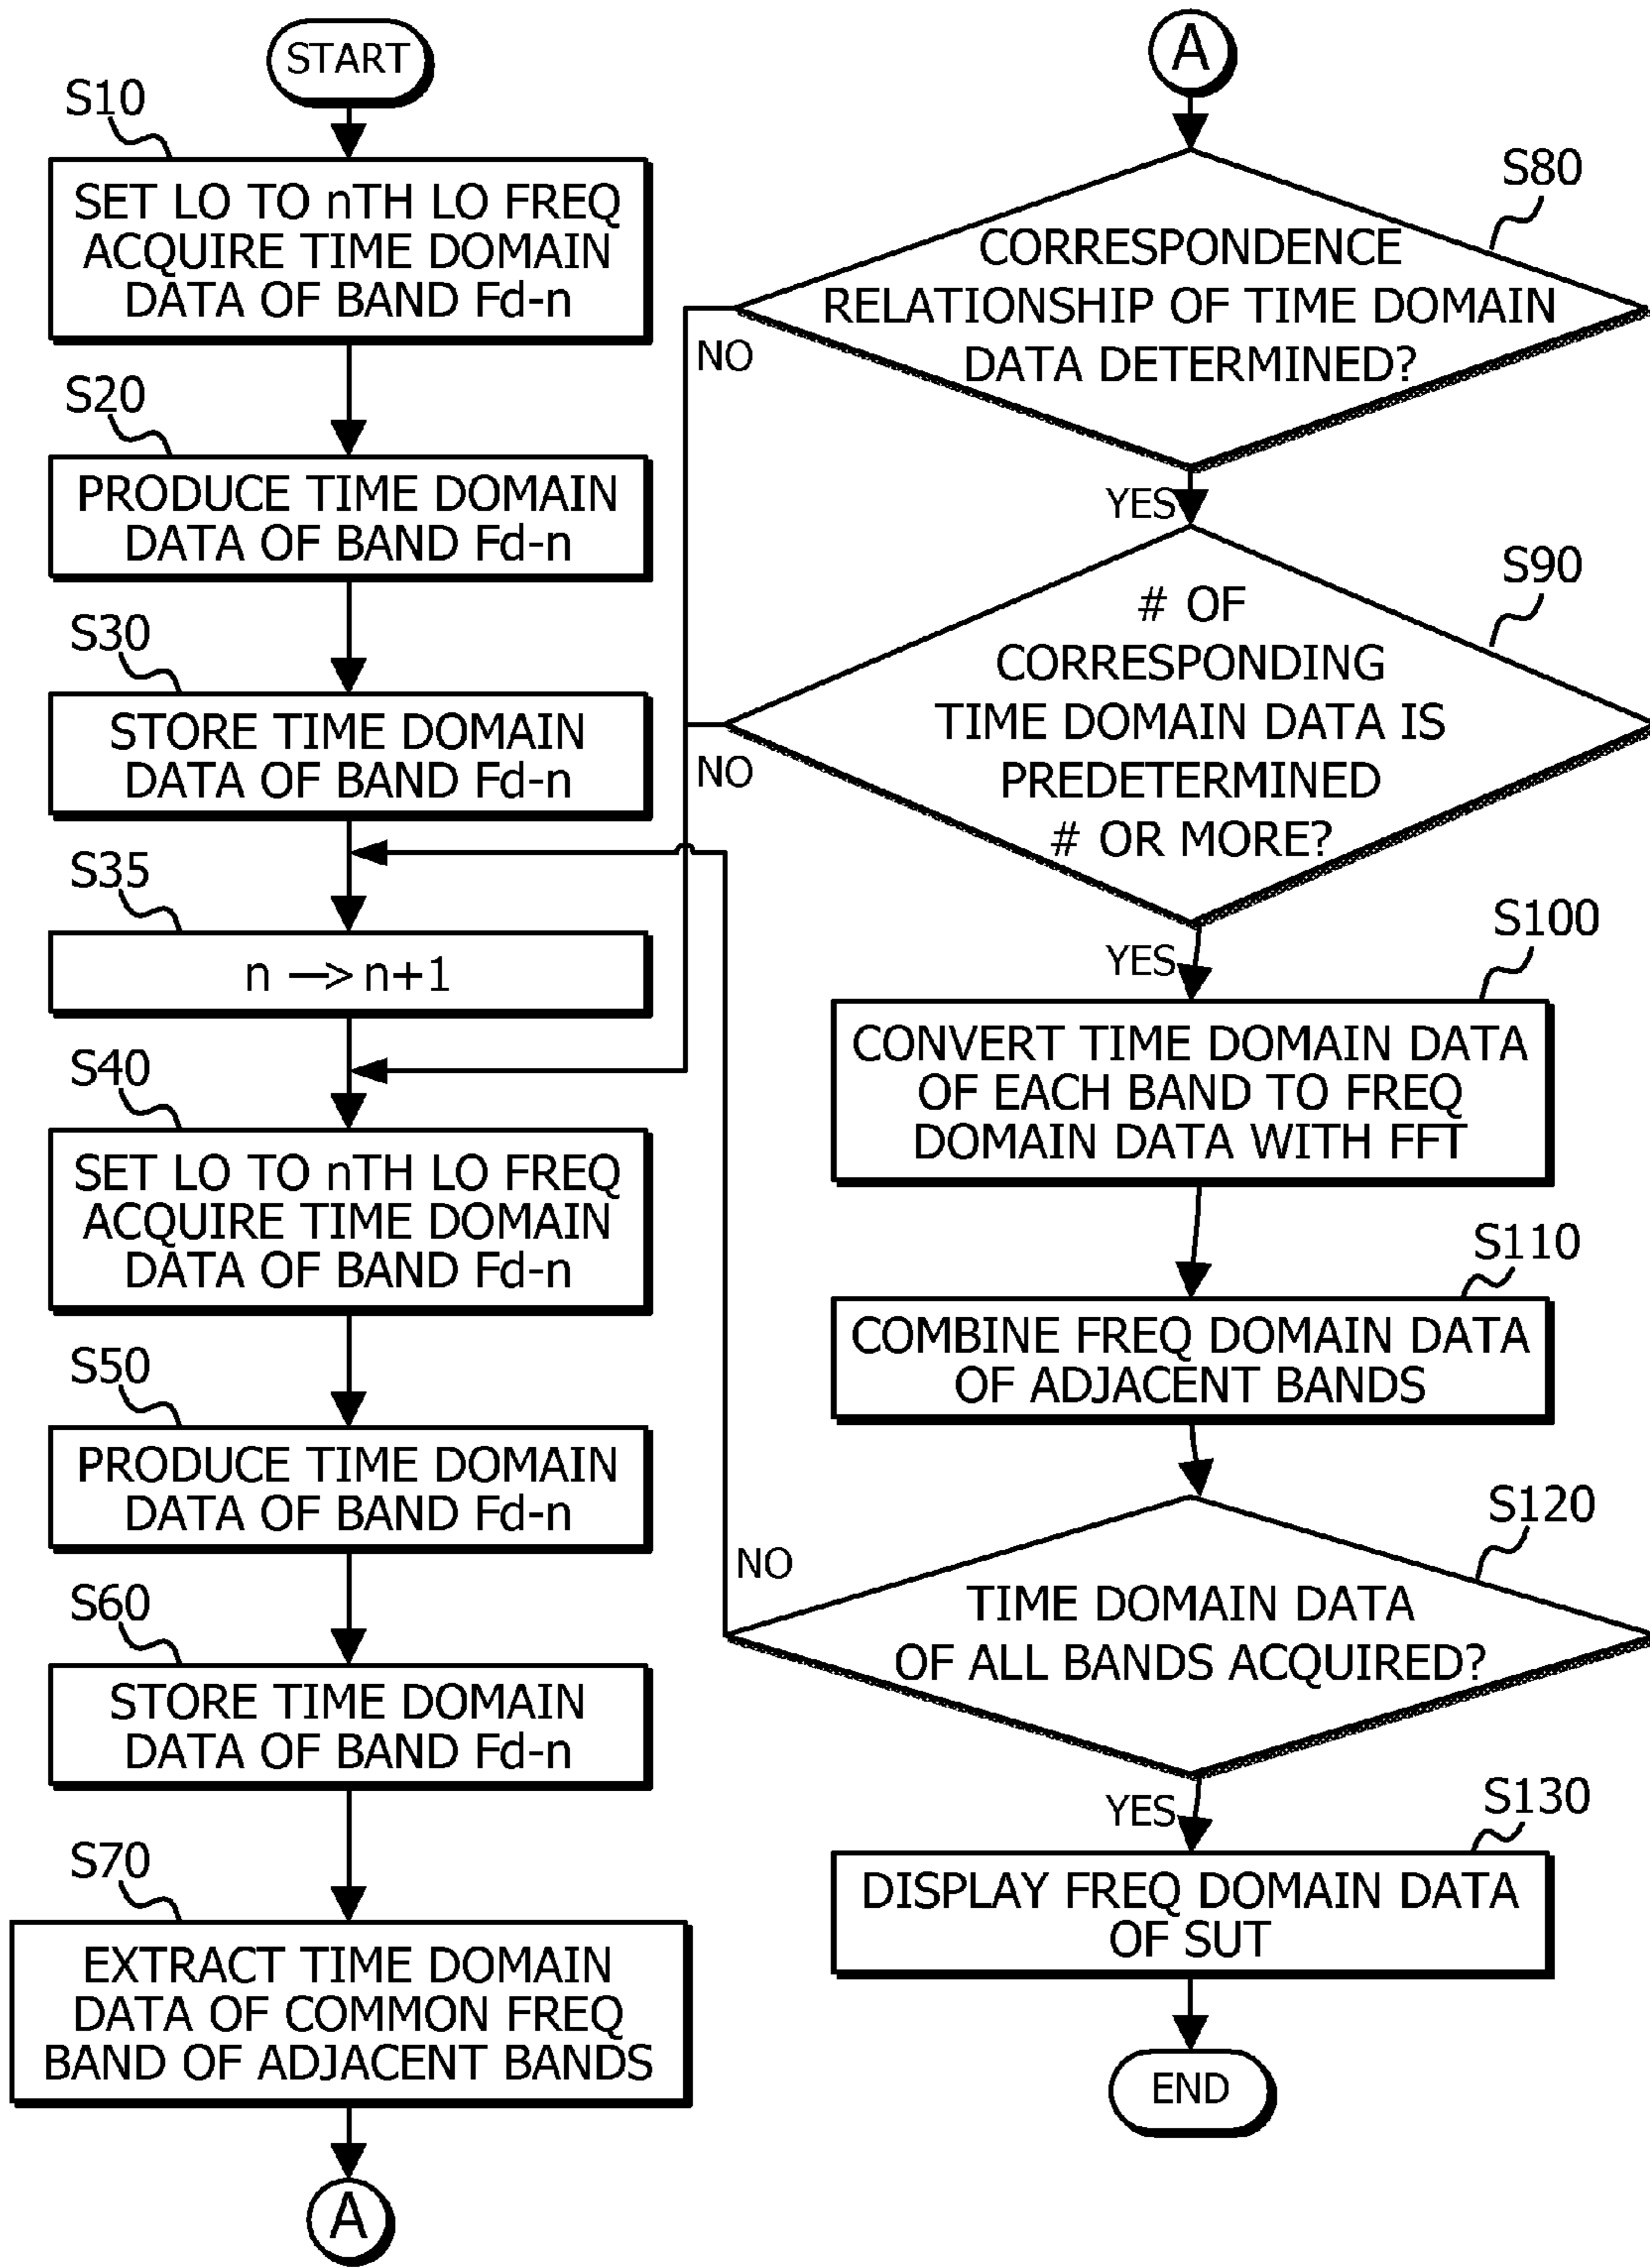 START
S10
SET LO TO nTH LO FREQ
ACQUIRE TIME DOMAIN
DATA OF BAND Fd-n
S20
PRODUCE TIME DOMAIN
DATA OF BAND Fd-n
S30
STORE TIME DOMAIN
DATA OF BAND Fd-n
S35
n —> n+1
S40
SET LO TO nTH LO FREQ
ACQUIRE TIME DOMAIN
DATA OF BAND Fd-n
S50
PRODUCE TIME DOMAIN
DATA OF BAND Fd-n
S60
STORE TIME DOMAIN
DATA OF BAND Fd-n
S70
EXTRACT TIME DOMAIN
DATA OF COMMON FREQ
BAND OF ADJACENT BANDS
A
A
S80
CORRESPONDENCE
RELATIONSHIP OF TIME DOMAIN
DATA DETERMINED?
NO
YES
S90
# OF
CORRESPONDING
TIME DOMAIN DATA IS
PREDETERMINED
# OR MORE?
NO
YES
S100
CONVERT TIME DOMAIN DATA
OF EACH BAND TO FREQ
DOMAIN DATA WITH FFT
S110
COMBINE FREQ DOMAIN DATA
OF ADJACENT BANDS
S120
TIME DOMAIN DATA
OF ALL BANDS ACQUIRED?
NO
YES
S130
DISPLAY FREQ DOMAIN DATA
OF SUT
END